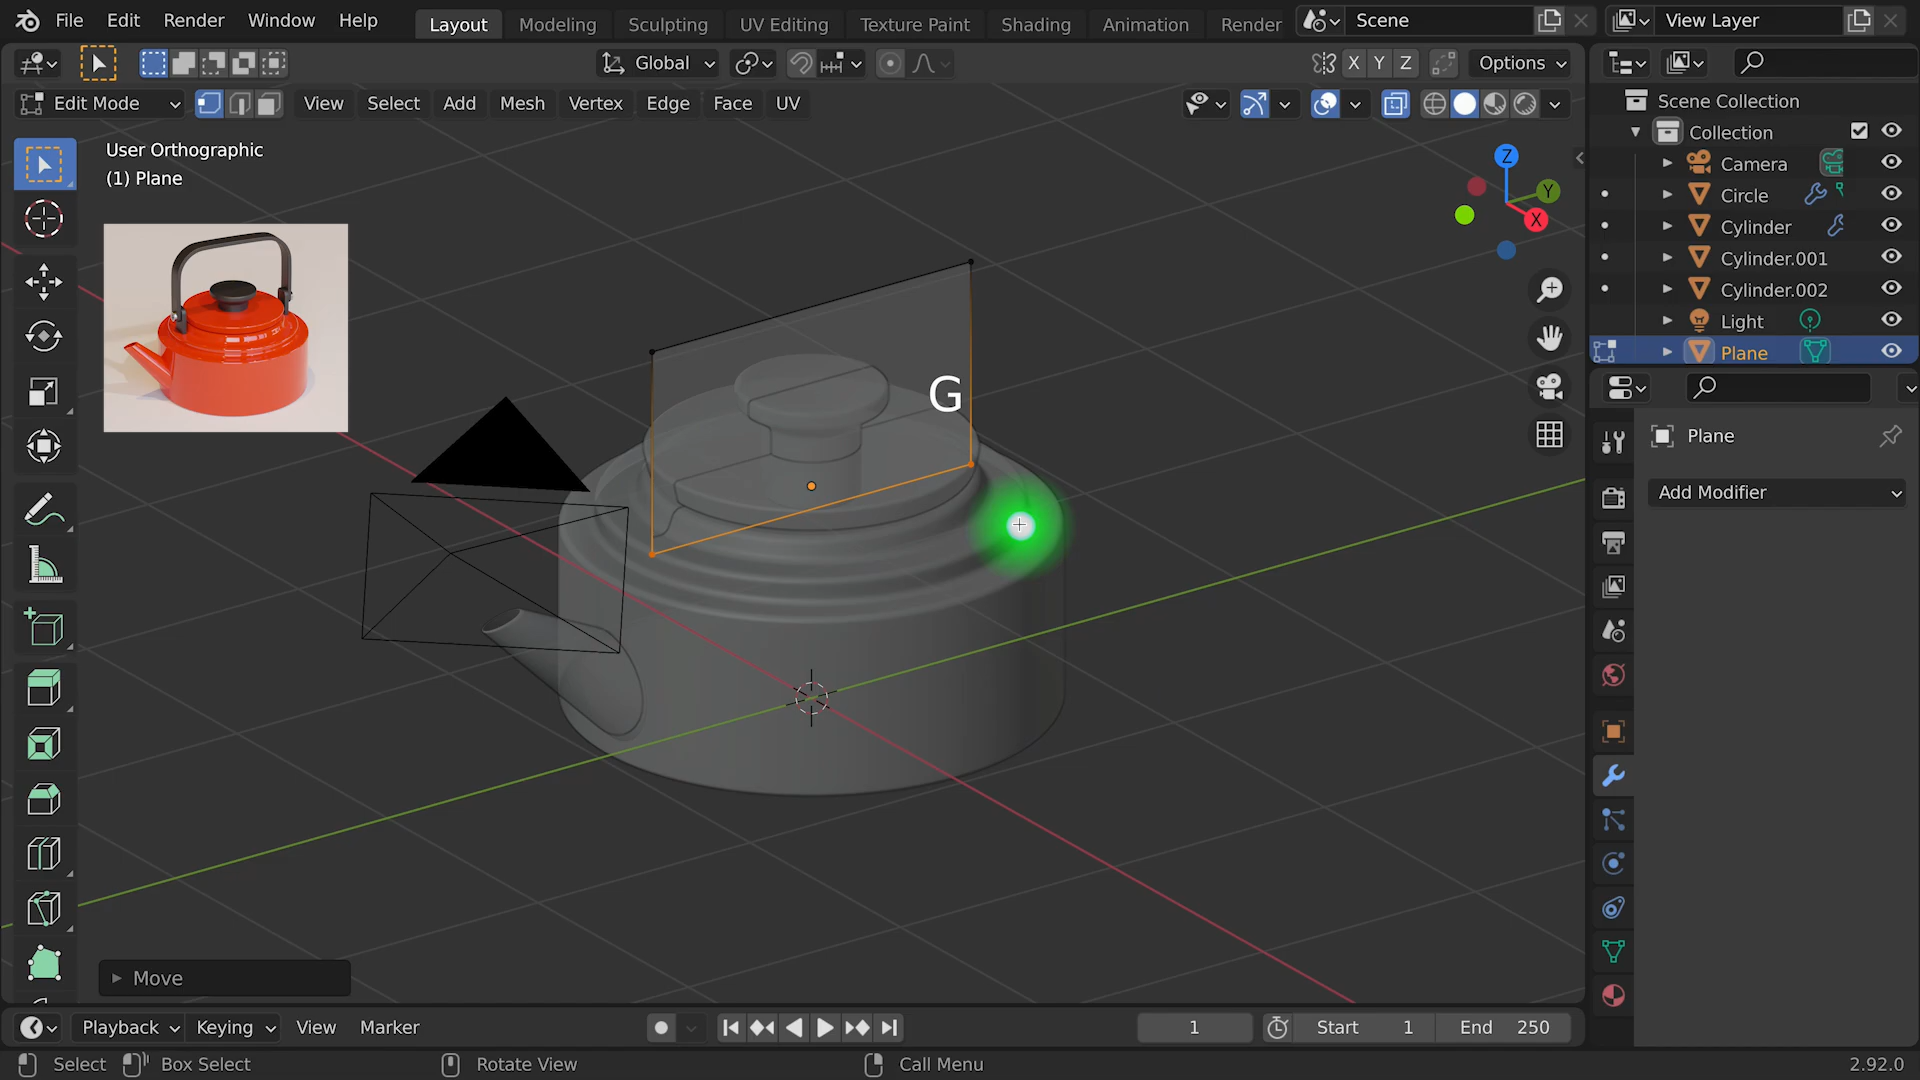 File Edit Render Window Help Layout Modeling Sculpting UV Editing Texture Paint Shading Animation Render Scene View Layer
Global X Y Z Options
Edit Mode View Select Add Mesh Vertex Edge Face UV
Scene Collection
User Orthographic
(1) Plane
Collection
Camera
Circle
Cylinder
Cylinder.001
Cylinder.002
Light
Plane
Z
Y
X
G
Plane
Add Modifier
Move
Playback Keying View Marker 1 Start 1 End 250
Select Box Select Rotate View Call Menu 2.92.0